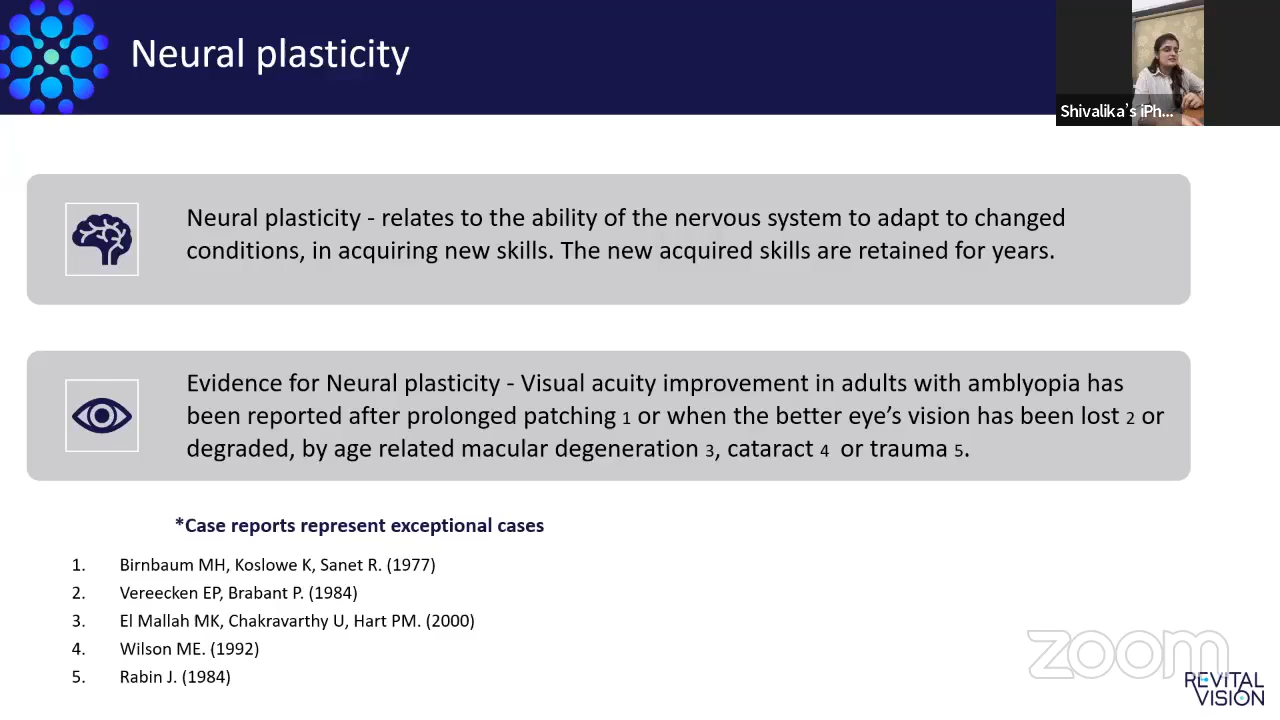 Neural plasticity
Shivalika's iPh...
Neural plasticity - relates to the ability of the nervous system to adapt to changed
conditions, in acquiring new skills. The new acquired skills are retained for years.
Evidence for Neural plasticity - Visual acuity improvement in adults with amblyopia has
been reported after prolonged patching 1 or when the better eye's vision has been lost 2 or
degraded, by age related macular degeneration 3, cataract 4 or trauma 5.
*Case reports represent exceptional cases
1. Birnbaum MH, Koslowe K, Sanet R. (1977)
2. Vereecken EP, Brabant P. (1984)
3. El Mallah MK, Chakravarthy U, Hart PM. (2000)
4. Wilson ME. (1992)
5. Rabin J. (1984)
zoom
REVITAL
VISION